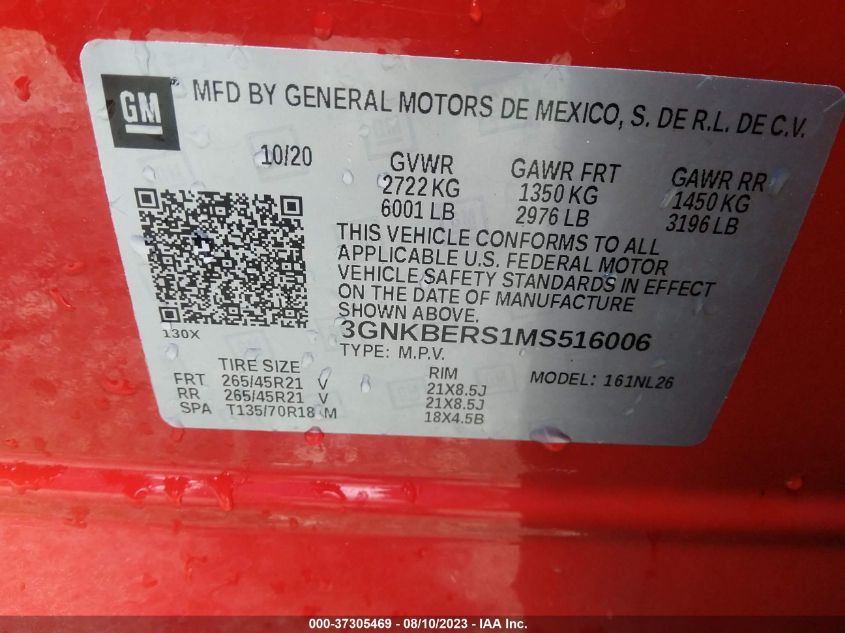 GM MFD BY GENERAL MOTORS DE MEXICO, S. DE R.L. DE C.V.
10/20
GVWR GAWR FRT GAWR RR
2722 KG 1350 KG 1450 KG
6001 LB 2976 LB 3196 LB
THIS VEHICLE CONFORMS TO ALL
APPLICABLE U.S. FEDERAL MOTOR
VEHICLE SAFETY STANDARDS IN EFFECT
ON THE DATE OF MANUFACTURE
SHOWN ABOVE.
130X
3GNKBERS1MS516006
TYPE: M.P.V.
TIRE SIZE RIM MODEL: 161NL26
FRT 265/45R21 V 21X8.5J
RR 265/45R21 V 21X8.5J
SPA T135/70R18 M 18X4.5B
000-37305469 - 08/10/2023 - IAA Inc.